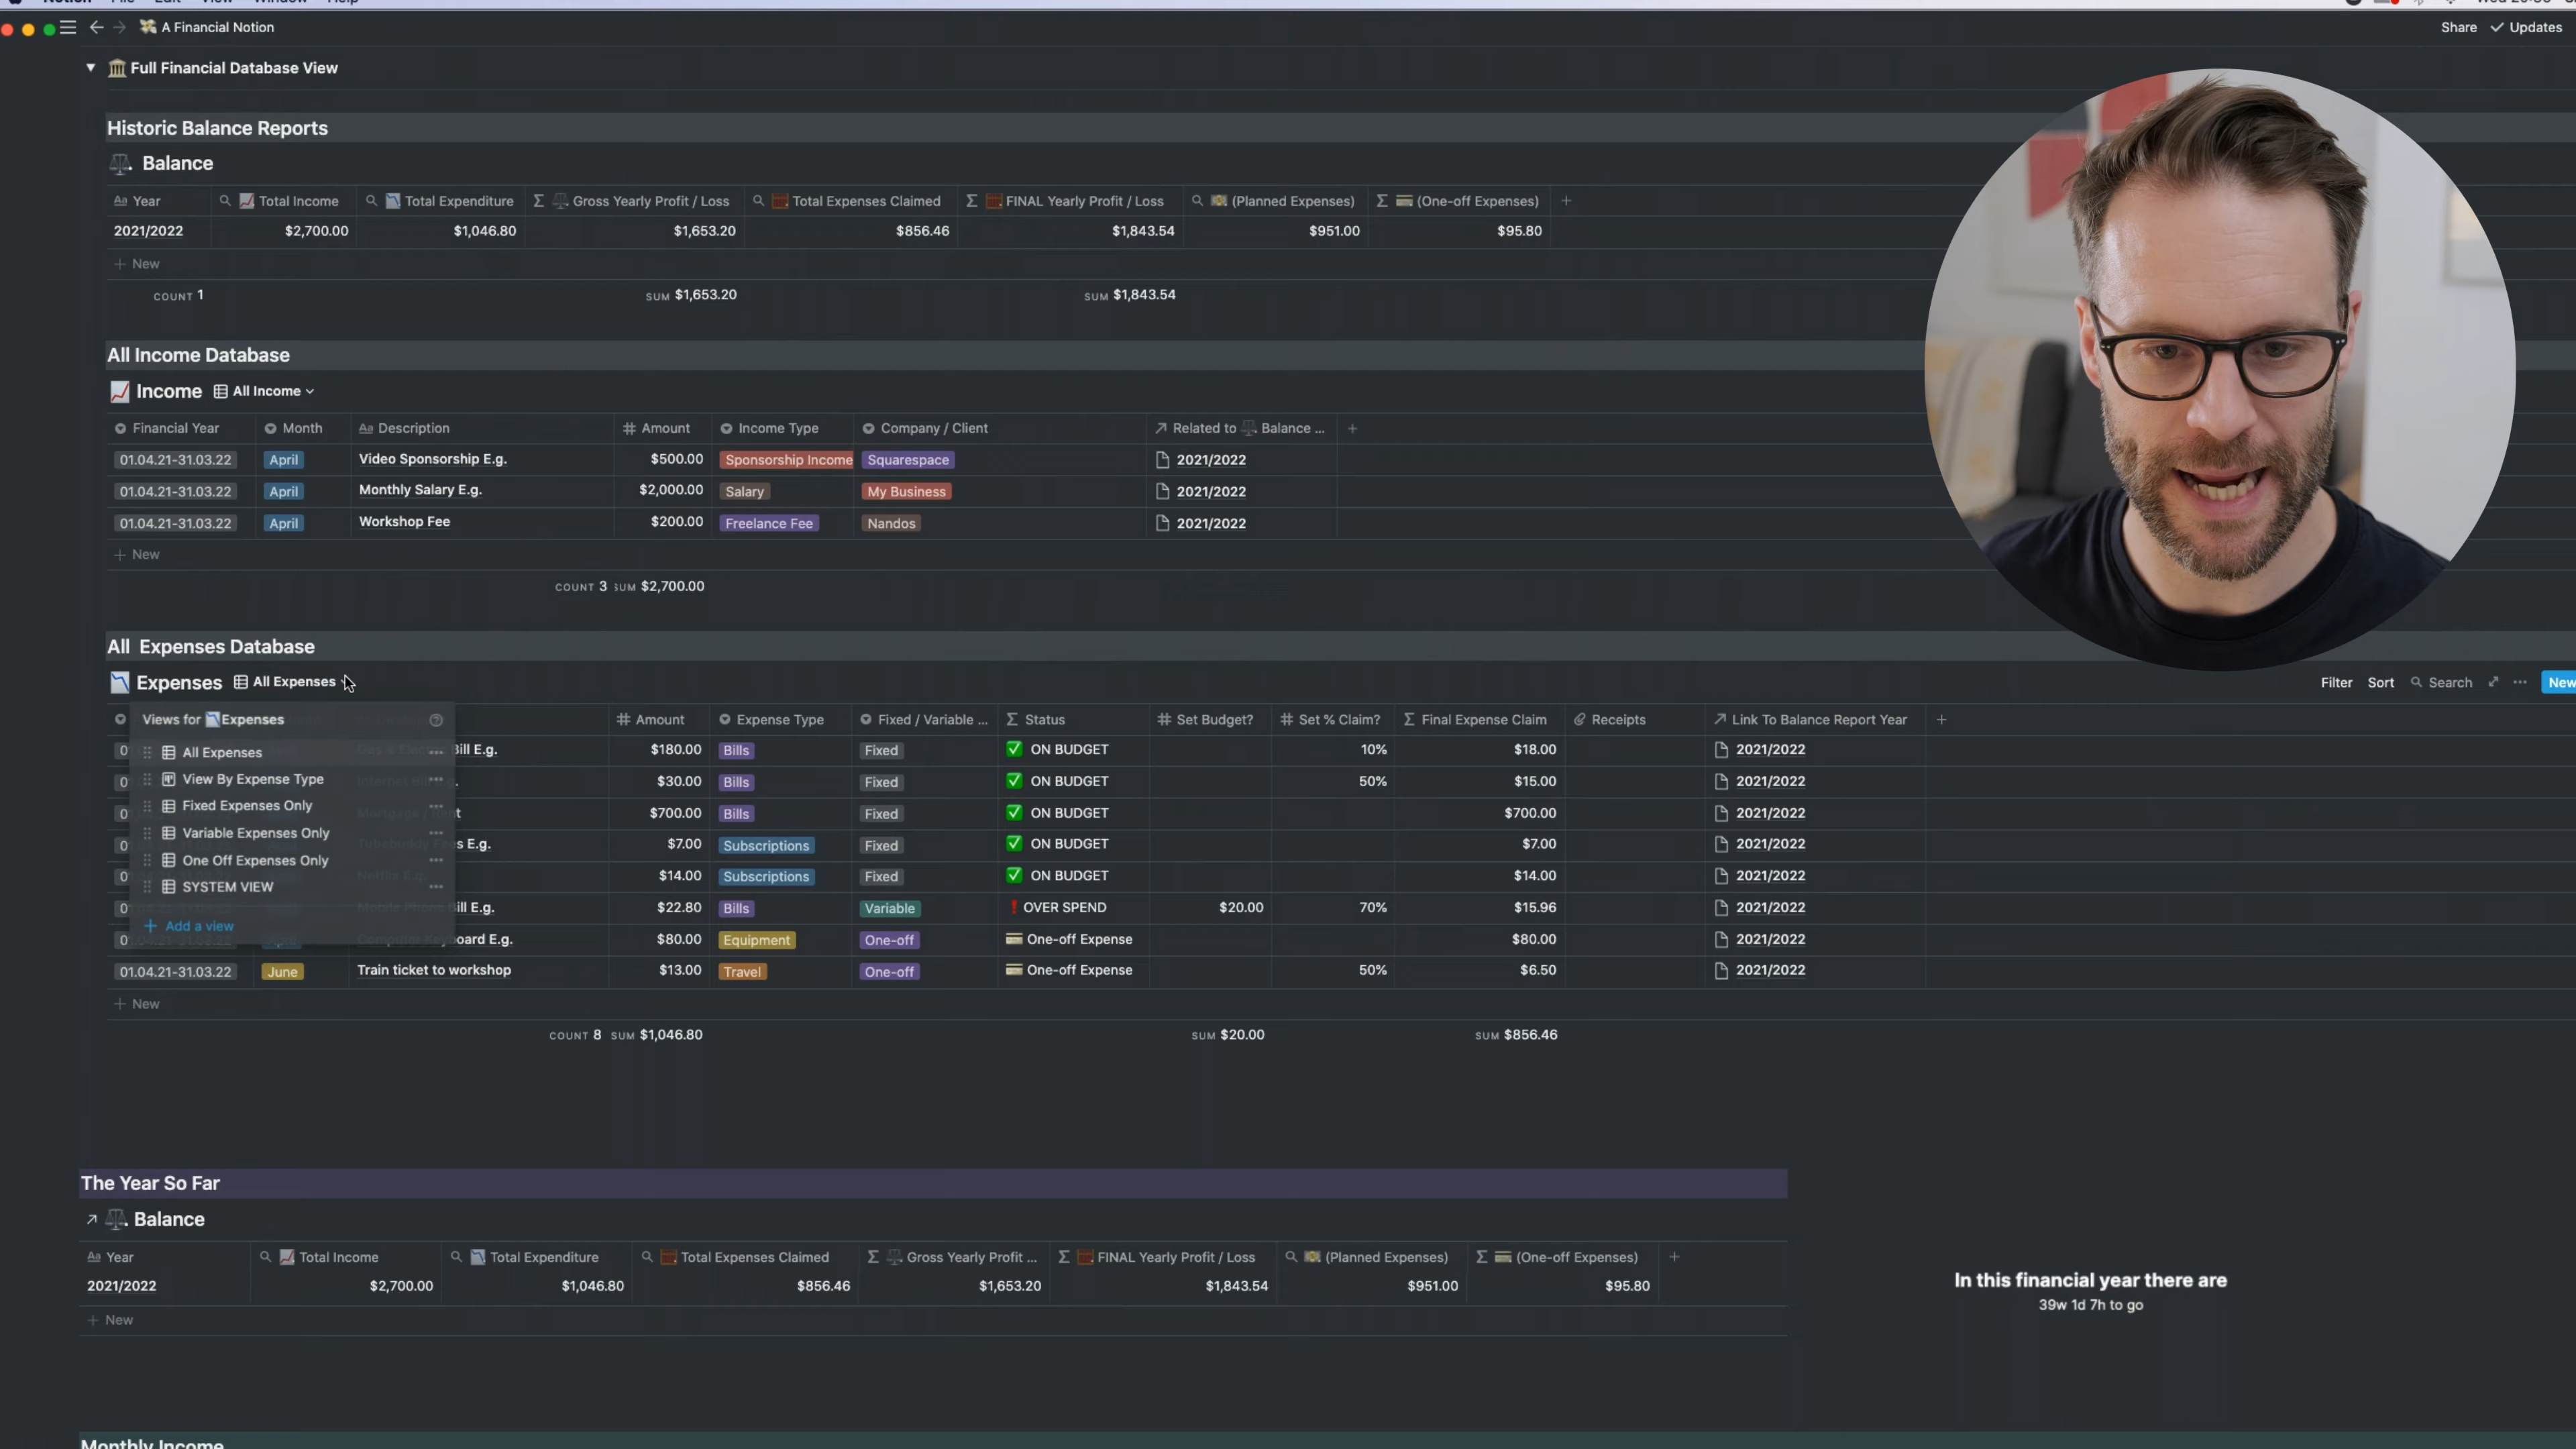 A Financial Notion
Share Updates
Full Financial Database View
Historic Balance Reports
Balance
Aa Year Total Income Total Expenditure Σ Gross Yearly Profit / Loss Total Expenses Claimed Σ FINAL Yearly Profit / Loss (Planned Expenses) Σ (One-off Expenses) +
2021/2022 $2,700.00 $1,046.80 $1,653.20 $856.46 $1,843.54 $951.00 $95.80
+ New
COUNT 1 SUM $1,653.20 SUM $1,843.54
All Income Database
Income All Income
Financial Year Month Aa Description # Amount Income Type Company / Client Related to Balance ... +
01.04.21-31.03.22 April Video Sponsorship E.g. $500.00 Sponsorship Income Squarespace 2021/2022
01.04.21-31.03.22 April Monthly Salary E.g. $2,000.00 Salary My Business 2021/2022
01.04.21-31.03.22 April Workshop Fee $200.00 Freelance Fee Nandos 2021/2022
+ New
COUNT 3 SUM $2,700.00
All Expenses Database
Expenses All Expenses Filter Sort Search ... New
Views for Expenses
All Expenses ...
View By Expense Type ...
Fixed Expenses Only ...
Variable Expenses Only ...
One Off Expenses Only ...
SYSTEM VIEW ...
+ Add a view
# Amount Expense Type Fixed / Variable ... Σ Status # Set Budget? # Set % Claim? Σ Final Expense Claim Receipts Link To Balance Report Year +
Bill E.g. $180.00 Bills Fixed ON BUDGET 10% $18.00 2021/2022
$30.00 Bills Fixed ON BUDGET 50% $15.00 2021/2022
$700.00 Bills Fixed ON BUDGET $700.00 2021/2022
E.g. $7.00 Subscriptions Fixed ON BUDGET $7.00 2021/2022
$14.00 Subscriptions Fixed ON BUDGET $14.00 2021/2022
Bill E.g. $22.80 Bills Variable OVER SPEND $20.00 70% $15.96 2021/2022
Computer Keyboard E.g. $80.00 Equipment One-off One-off Expense $80.00 2021/2022
01.04.21-31.03.22 June Train ticket to workshop $13.00 Travel One-off One-off Expense 50% $6.50 2021/2022
+ New
COUNT 8 SUM $1,046.80 SUM $20.00 SUM $856.46
The Year So Far
Balance
Aa Year Total Income Total Expenditure Total Expenses Claimed Σ Gross Yearly Profit ... Σ FINAL Yearly Profit / Loss (Planned Expenses) Σ (One-off Expenses) +
2021/2022 $2,700.00 $1,046.80 $856.46 $1,653.20 $1,843.54 $951.00 $95.80
+ New
In this financial year there are
39w 1d 7h to go
Monthly Income